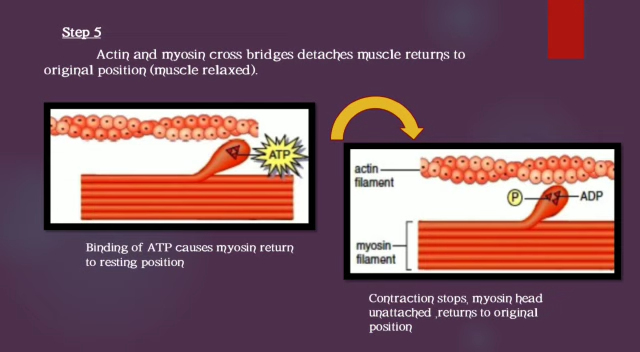 Step 5
Actin and myosin cross bridges detaches muscle returns to
original position (muscle relaxed).
ATP
Binding of ATP causes myosin return
to resting position
actin
filament
P
ADP
myosin
filament
Contraction stops, myosin head
unattached ,returns to original
position